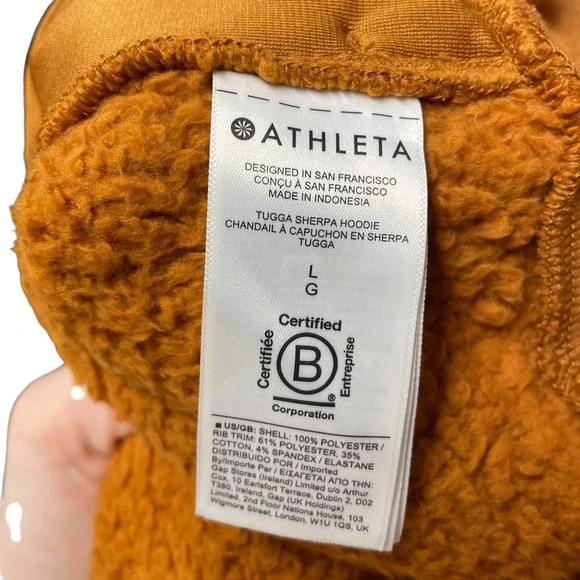 ATHLETA
DESIGNED IN SAN FRANCISCO
CONÇU À SAN FRANCISCO
MADE IN INDONESIA
TUGGA SHERPA HOODIE
CHANDAIL À CAPUCHON EN SHERPA
TUGGA
L
G
Certified
Certifiée
B
Entreprise
®
Corporation
■ US/GB: SHELL: 100% POLYESTER /
RIB TRIM: 61% POLYESTER, 35%
COTTON, 4% SPANDEX / ELASTANE
DISTRIBUIDO POR / Imported
By/Importe Par / ΕΙΣΑΓΕΤΑΙ ΑΠΟ ΤΗΝ:
Gap Stores (Ireland) Limited c/o Arthur
Cox, 10 Earlsfort Terrace, Dublin 2, D02
T380, Ireland, Gap (UK Holdings)
Limited, 2nd Floor Nations House, 103
Wigmore Street, London, W1U 1QS, UK